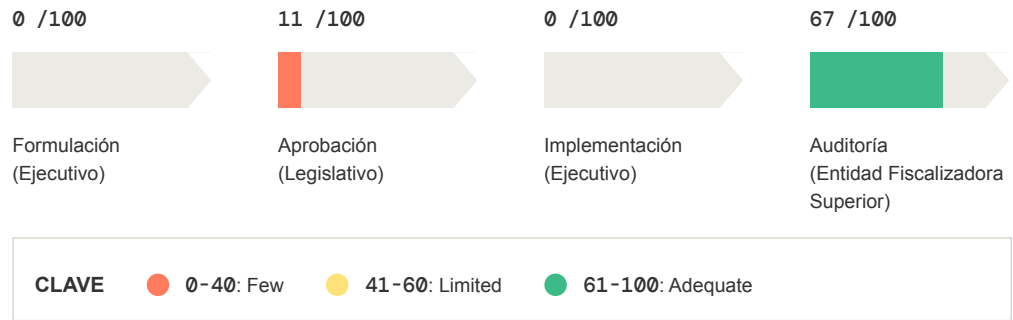 0 /100
11 /100
0 /100
67 /100
Formulación
(Ejecutivo)
Aprobación
(Legislativo)
Implementación
(Ejecutivo)
Auditoría
(Entidad Fiscalizadora
Superior)
CLAVE 0-40: Few 41-60: Limited 61-100: Adequate